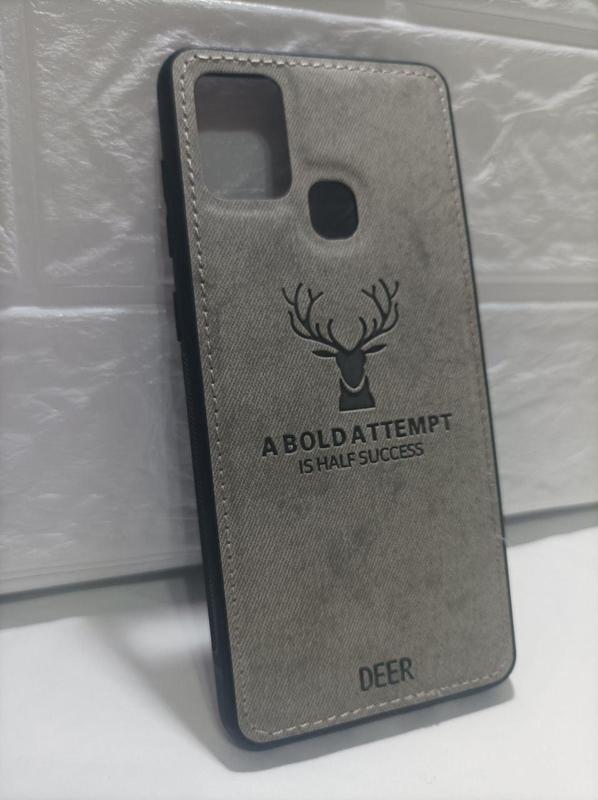 A BOLD ATTEMPT
IS HALF SUCCESS
DEER